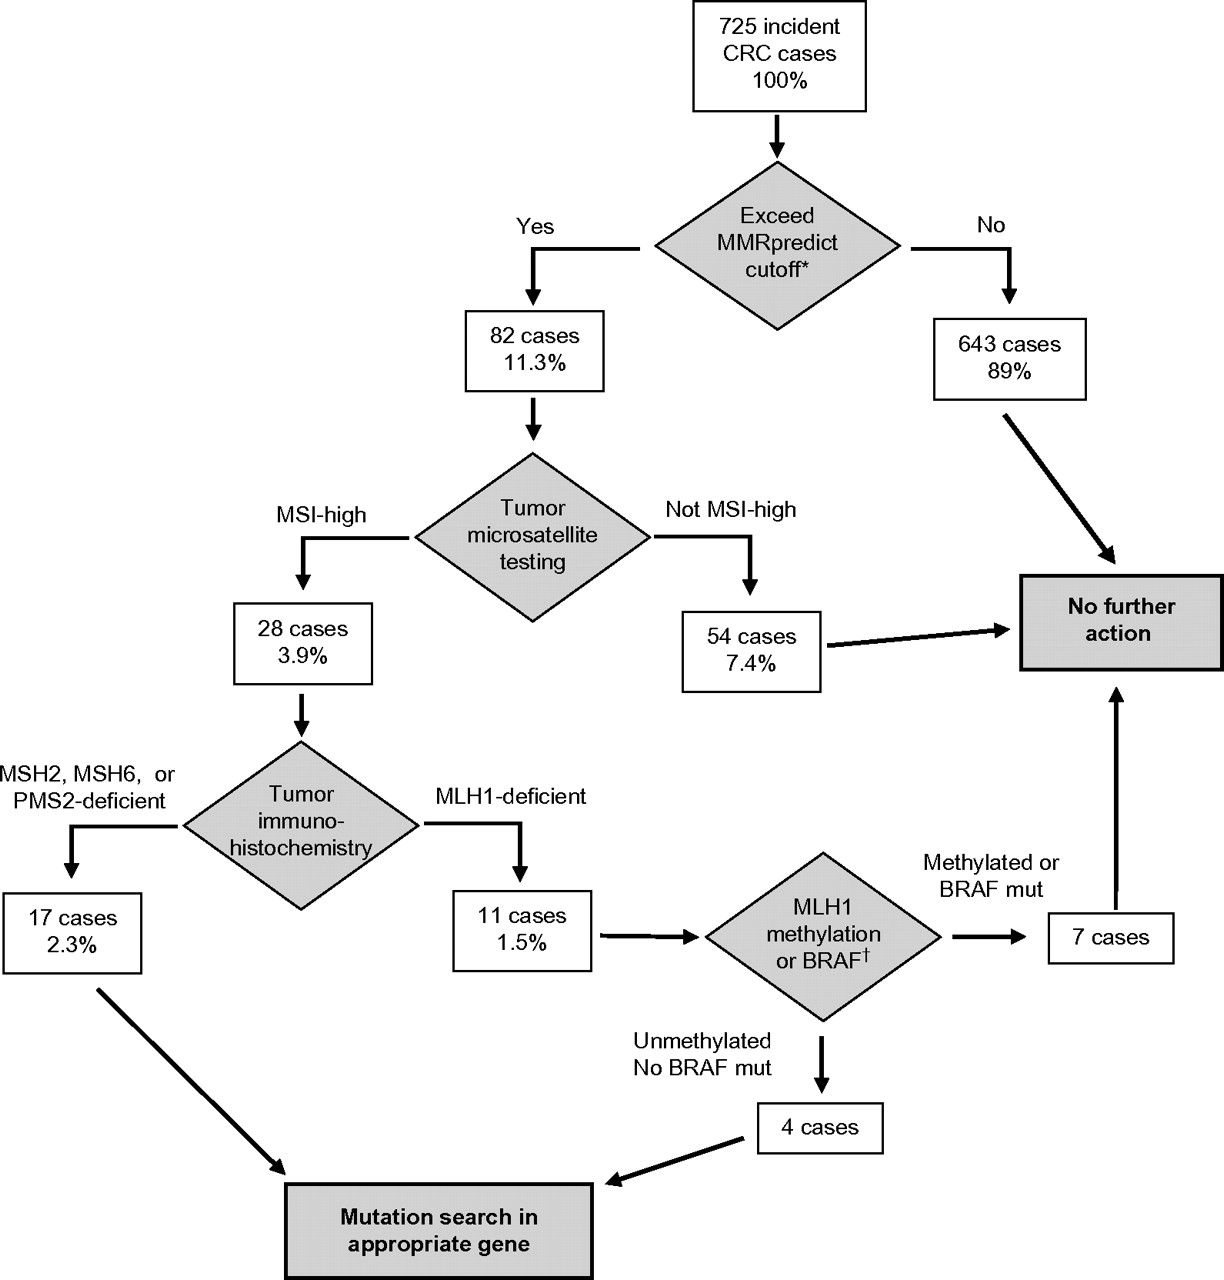 725 incident
CRC cases
100%
Exceed
MMRpredict
cutoff*
Yes
No
82 cases
11.3%
643 cases
89%
Tumor
microsatellite
testing
MSI-high
Not MSI-high
28 cases
3.9%
54 cases
7.4%
No further
action
Tumor
immuno-
histochemistry
MSH2, MSH6, or
PMS2-deficient
MLH1-deficient
17 cases
2.3%
11 cases
1.5%
MLH1
methylation
or BRAF†
Methylated or
BRAF mut
7 cases
Unmethylated
No BRAF mut
4 cases
Mutation search in
appropriate gene